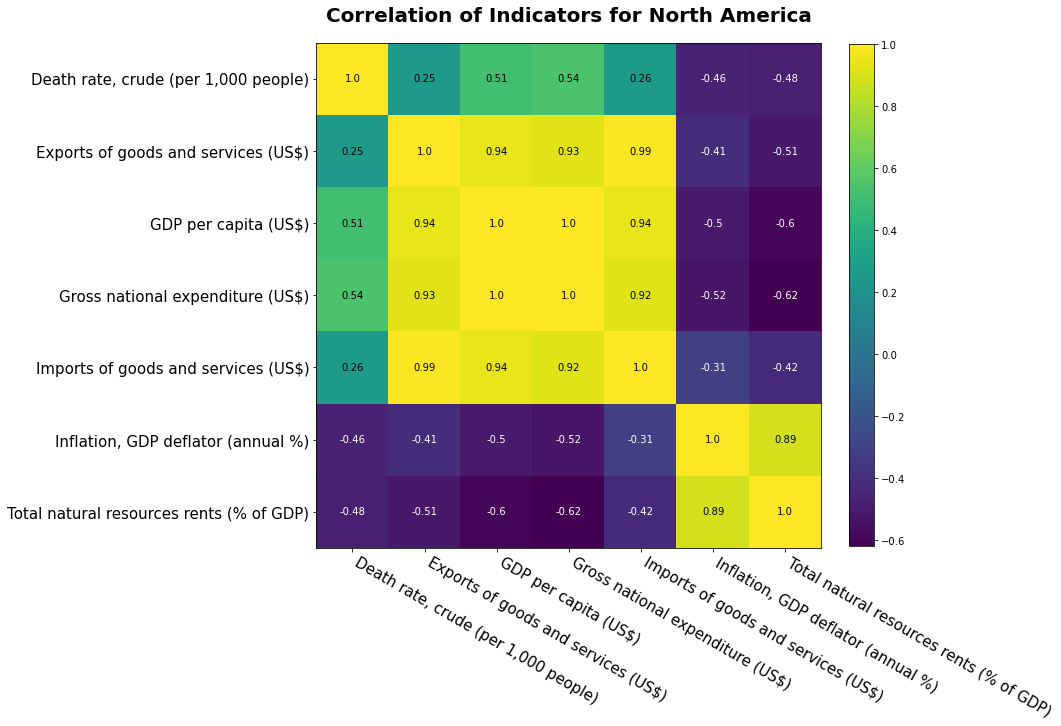 Correlation of Indicators for North America
Death rate, crude (per 1,000 people) 1.0 0.25 0.51 0.54 0.26 -0.46 -0.48
Exports of goods and services (US$) 0.25 1.0 0.94 0.93 0.99 -0.41 -0.51
GDP per capita (US$) 0.51 0.94 1.0 1.0 0.94 -0.5 -0.6
Gross national expenditure (US$) 0.54 0.93 1.0 1.0 0.92 -0.52 -0.62
Imports of goods and services (US$) 0.26 0.99 0.94 0.92 1.0 -0.31 -0.42
Inflation, GDP deflator (annual %) -0.46 -0.41 -0.5 -0.52 -0.31 1.0 0.89
Total natural resources rents (% of GDP) -0.48 -0.51 -0.6 -0.62 -0.42 0.89 1.0
Death rate, crude (per 1,000 people)
Exports of goods and services (US$)
GDP per capita (US$)
Gross national expenditure (US$)
Imports of goods and services (US$)
Inflation, GDP deflator (annual %)
Total natural resources rents (% of GDP)
1.0
0.8
0.6
0.4
0.2
0.0
−0.2
−0.4
−0.6